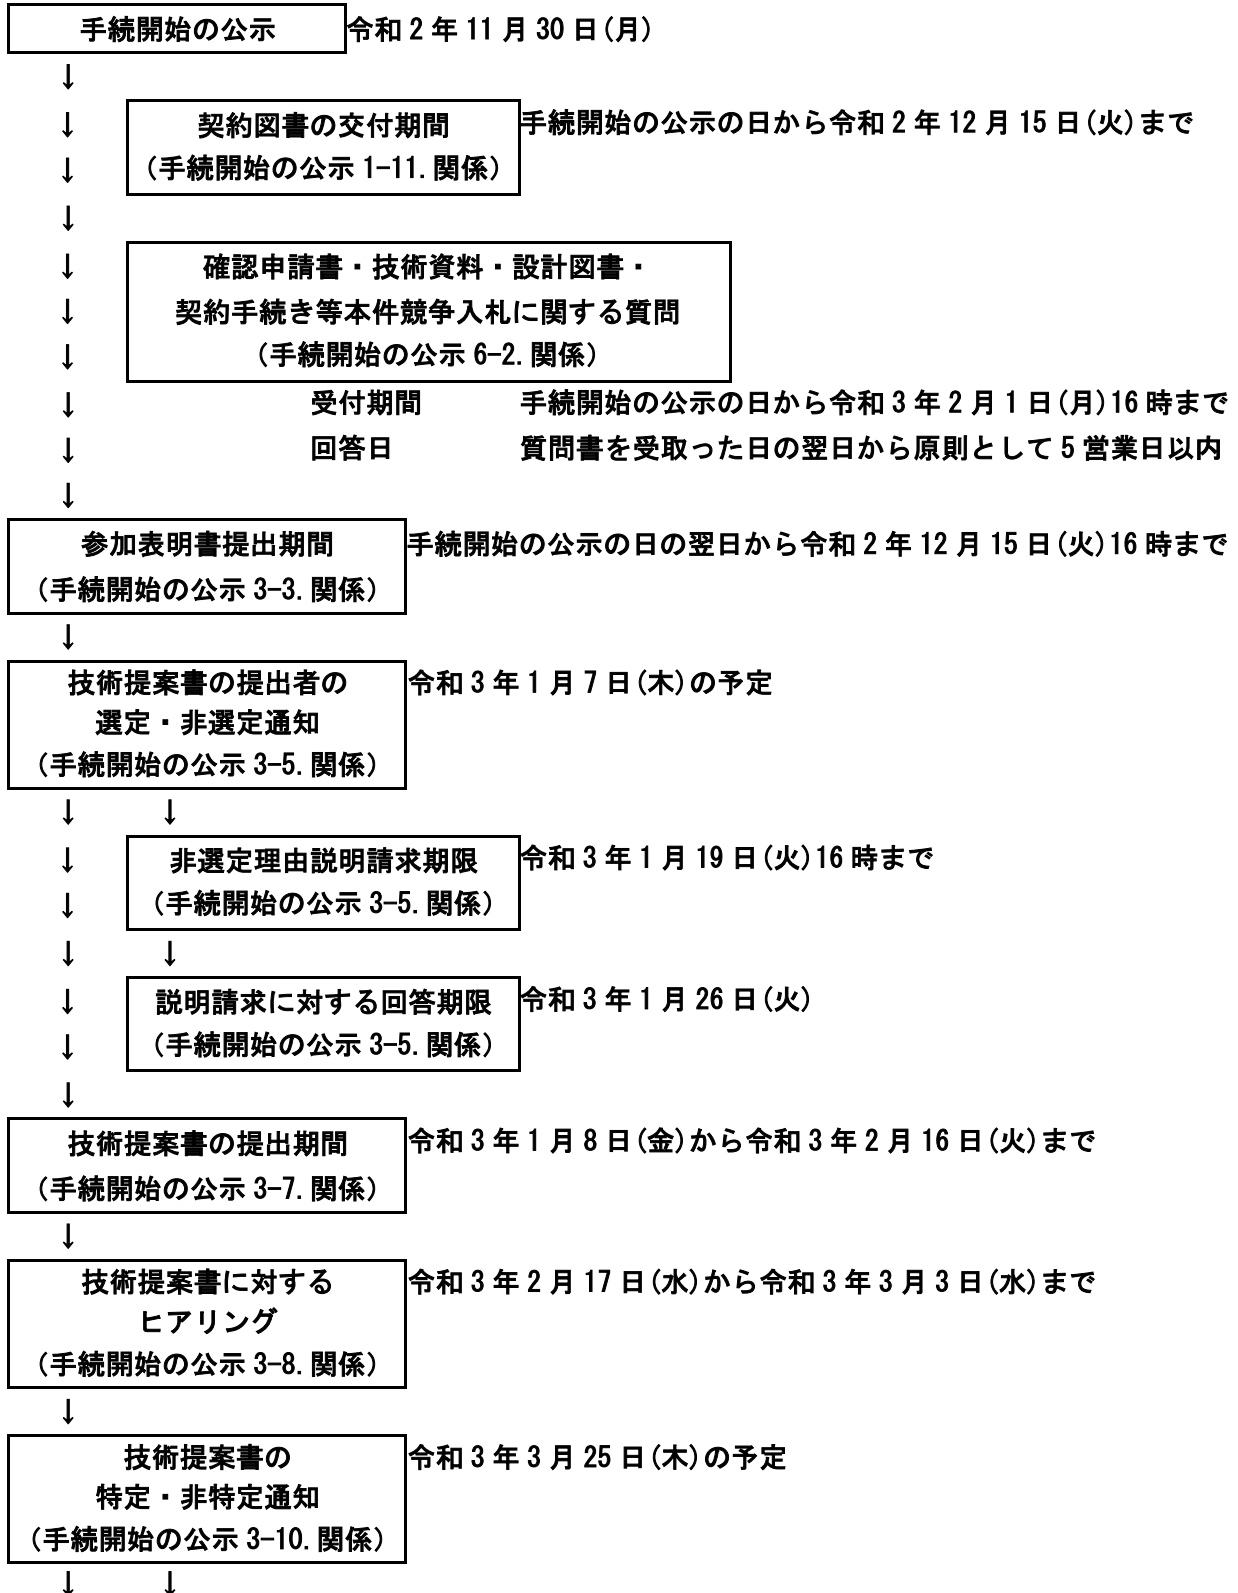 手続開始の公示 令和2年11月30日(月)
↓
↓ 契約図書の交付期間 手続開始の公示の日から令和2年12月15日(火)まで
↓ (手続開始の公示1-11.関係)
↓
↓ 確認申請書・技術資料・設計図書・
↓ 契約手続き等本件競争入札に関する質問
↓ (手続開始の公示6-2.関係)
↓ 受付期間 手続開始の公示の日から令和3年2月1日(月)16時まで
↓ 回答日 質問書を受取った日の翌日から原則として5営業日以内
↓
参加表明書提出期間 手続開始の公示の日の翌日から令和2年12月15日(火)16時まで
(手続開始の公示3-3.関係)
↓
技術提案書の提出者の 令和3年1月7日(木)の予定
選定・非選定通知
(手続開始の公示3-5.関係)
↓ ↓
↓ 非選定理由説明請求期限 令和3年1月19日(火)16時まで
↓ (手続開始の公示3-5.関係)
↓ ↓
↓ 説明請求に対する回答期限 令和3年1月26日(火)
↓ (手続開始の公示3-5.関係)
↓
技術提案書の提出期間 令和3年1月8日(金)から令和3年2月16日(火)まで
(手続開始の公示3-7.関係)
↓
技術提案書に対する 令和3年2月17日(水)から令和3年3月3日(水)まで
ヒアリング
(手続開始の公示3-8.関係)
↓
技術提案書の 令和3年3月25日(木)の予定
特定・非特定通知
(手続開始の公示3-10.関係)
↓ ↓